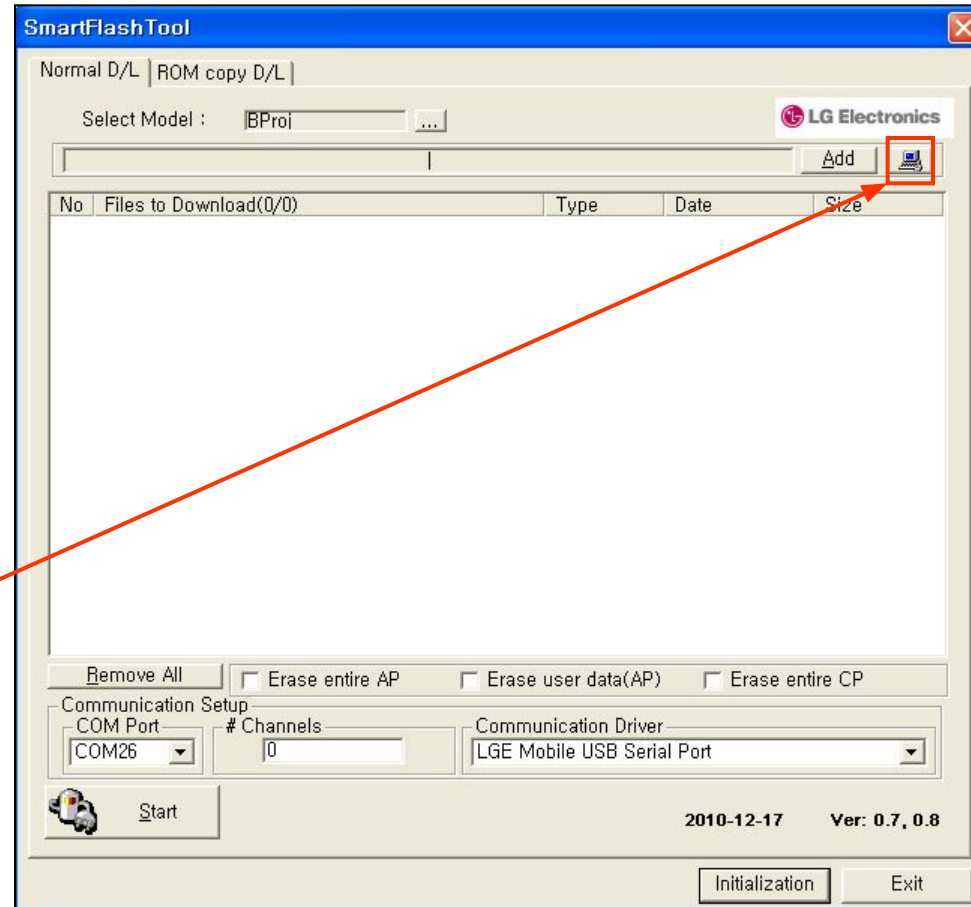 SmartFlashTool
Normal D/L ROM copy D/L
Select Model : BProj ... LG Electronics
Add
No Files to Download(0/0) Type Date Size
Remove All Erase entire AP Erase user data(AP) Erase entire CP
Communication Setup
COM Port # Channels Communication Driver
COM26 0 LGE Mobile USB Serial Port
Start 2010-12-17 Ver: 0.7, 0.8
Initialization Exit